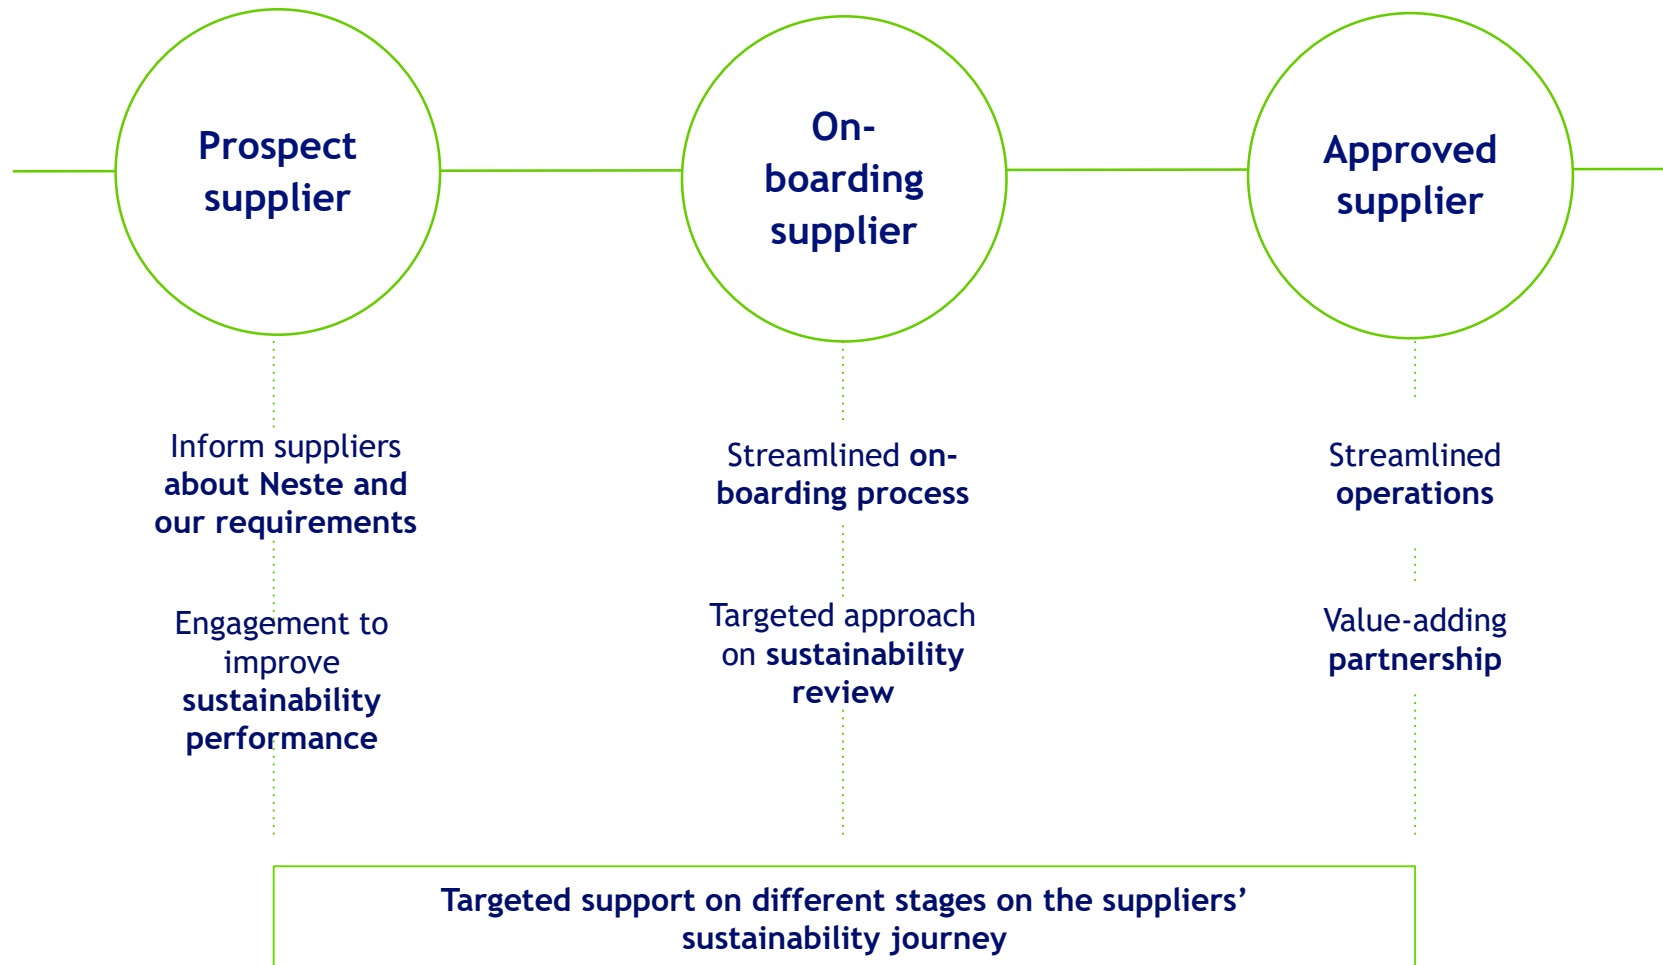 Prospect
supplier
On-
boarding
supplier
Approved
supplier
Inform suppliers
about Neste and
our requirements
Engagement to
improve
sustainability
performance
Streamlined on-
boarding process
Targeted approach
on sustainability
review
Streamlined
operations
Value-adding
partnership
Targeted support on different stages on the suppliers’
sustainability journey